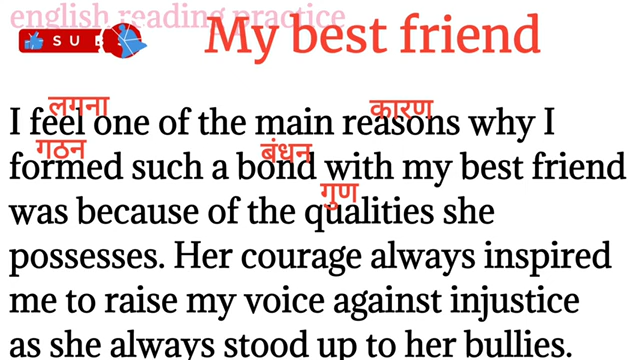 english reading practice
S U B
My best friend
लगना कारण
I feel one of the main reasons why I
गठन बंधन
formed such a bond with my best friend
गुण
was because of the qualities she
possesses. Her courage always inspired
me to raise my voice against injustice
as she always stood up to her bullies.